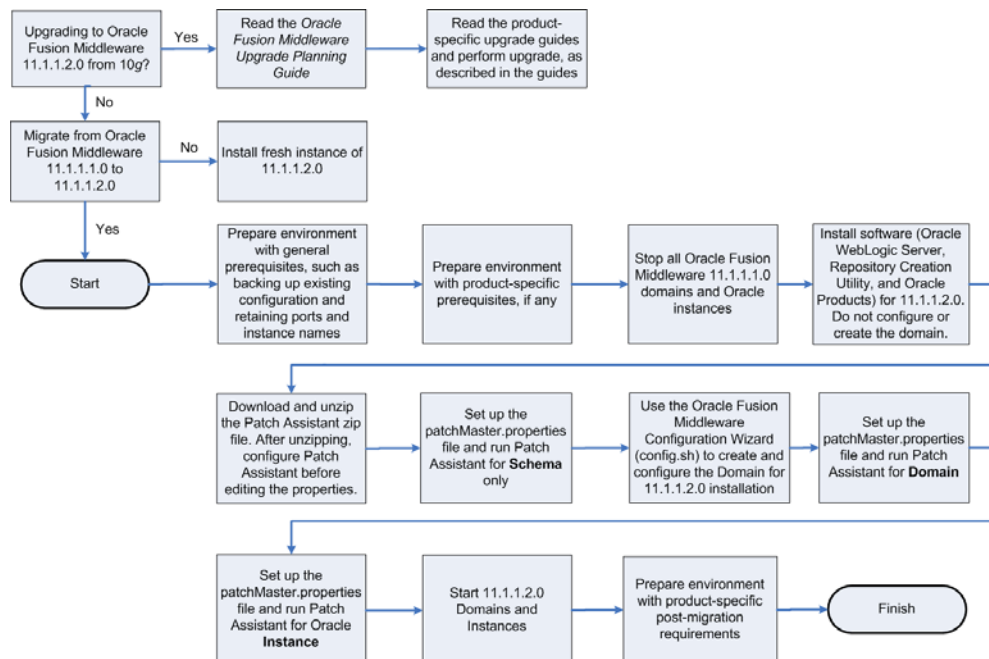 Upgrading to Oracle
Fusion Middleware
11.1.1.2.0 from 10g?
Yes
Read the Oracle
Fusion Middleware
Upgrade Planning
Guide
Read the product-
specific upgrade guides
and perform upgrade, as
described in the guides
No
Migrate from Oracle
Fusion Middleware
11.1.1.1.0 to
11.1.1.2.0
No
Install fresh instance of
11.1.1.2.0
Yes
Start
Prepare environment
with general
prerequisites, such as
backing up existing
configuration and
retaining ports and
instance names
Prepare environment
with product-specific
prerequisites, if any
Stop all Oracle Fusion
Middleware 11.1.1.1.0
domains and Oracle
instances
Install software (Oracle
WebLogic Server,
Repository Creation
Utility, and Oracle
Products) for 11.1.1.2.0.
Do not configure or
create the domain.
Download and unzip
the Patch Assistant zip
file. After unzipping,
configure Patch
Assistant before
editing the properties.
Set up the
patchMaster.properties
file and run Patch
Assistant for Schema
only
Use the Oracle Fusion
Middleware
Configuration Wizard
(config.sh) to create and
configure the Domain for
11.1.1.2.0 installation
Set up the
patchMaster.properties
file and run Patch
Assistant for Domain
Set up the
patchMaster.properties
file and run Patch
Assistant for Oracle
Instance
Start 11.1.1.2.0
Domains and
Instances
Prepare environment
with product-specific
post-migration
requirements
Finish